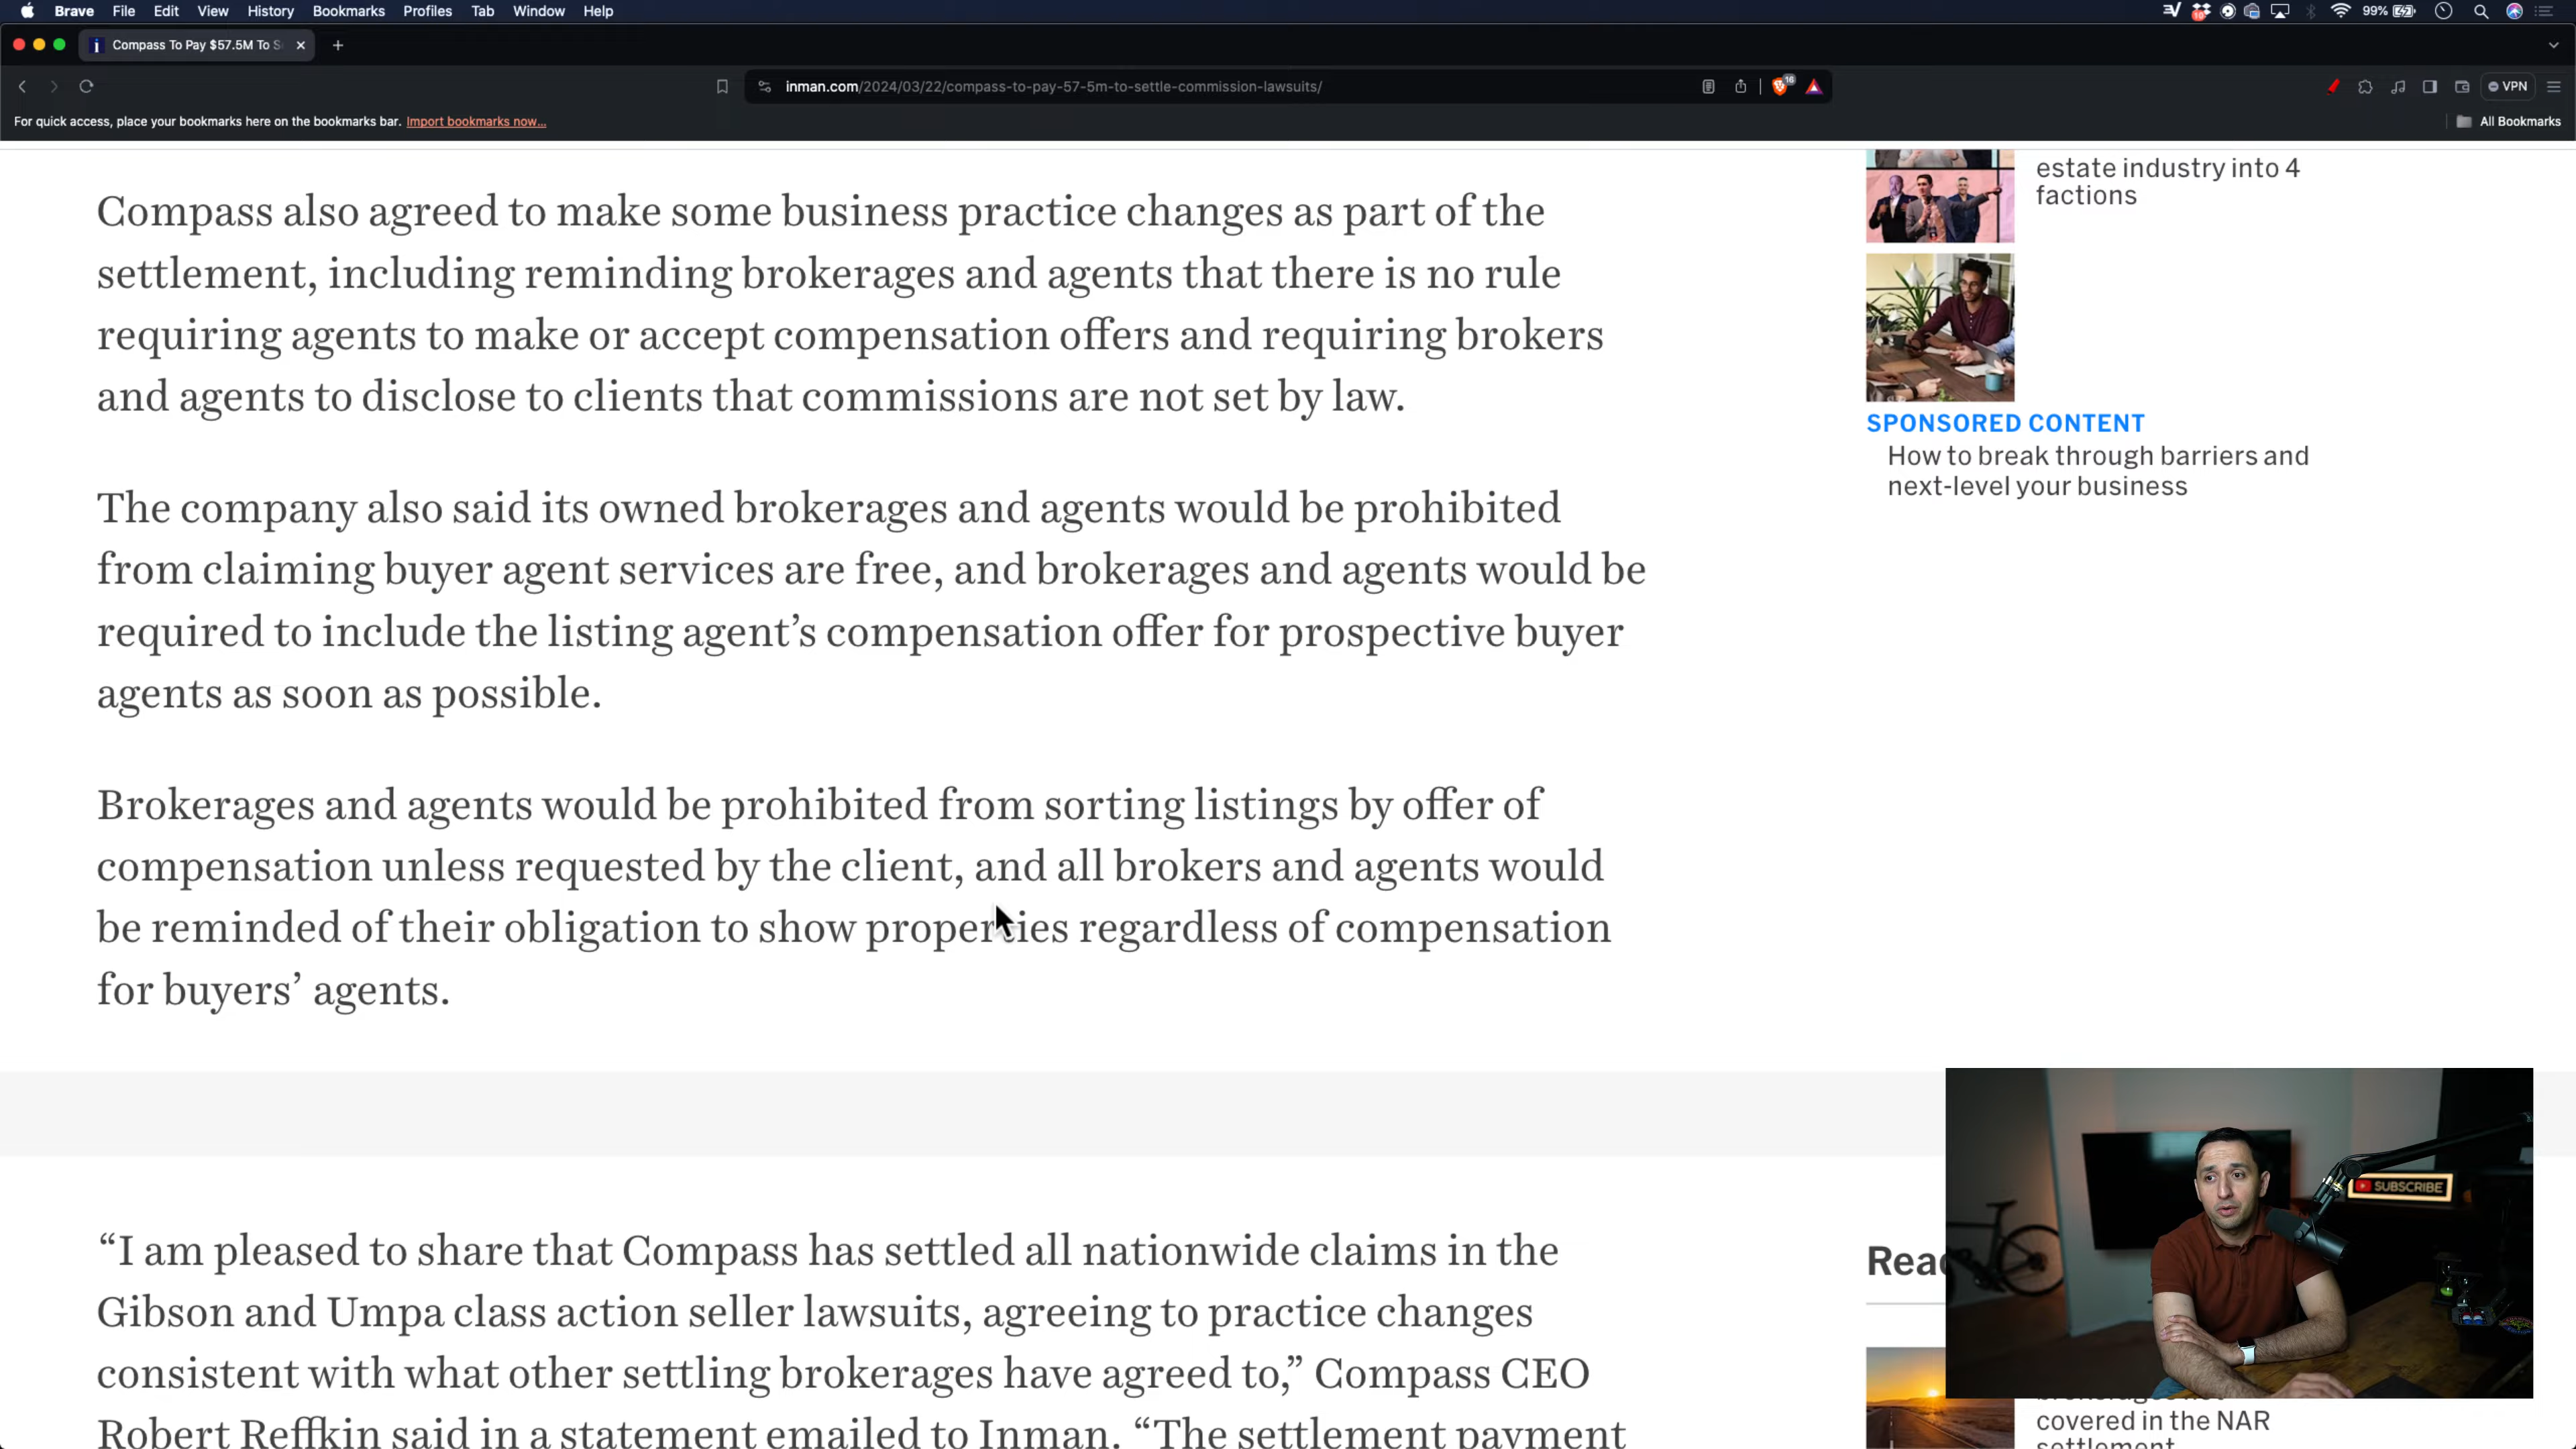 Brave File Edit View History Bookmarks Profiles Tab Window Help
99%
Compass To Pay $57.5M To S
inman.com/2024/03/22/compass-to-pay-57-5m-to-settle-commission-lawsuits/
16
VPN
For quick access, place your bookmarks here on the bookmarks bar. Import bookmarks now...
All Bookmarks
Compass also agreed to make some business practice changes as part of the
settlement, including reminding brokerages and agents that there is no rule
requiring agents to make or accept compensation offers and requiring brokers
and agents to disclose to clients that commissions are not set by law.
The company also said its owned brokerages and agents would be prohibited
from claiming buyer agent services are free, and brokerages and agents would be
required to include the listing agent’s compensation offer for prospective buyer
agents as soon as possible.
Brokerages and agents would be prohibited from sorting listings by offer of
compensation unless requested by the client, and all brokers and agents would
be reminded of their obligation to show properties regardless of compensation
for buyers’ agents.
“I am pleased to share that Compass has settled all nationwide claims in the
Gibson and Umpa class action seller lawsuits, agreeing to practice changes
consistent with what other settling brokerages have agreed to,” Compass CEO
Robert Reffkin said in a statement emailed to Inman. “The settlement payment
estate industry into 4
factions
SPONSORED CONTENT
How to break through barriers and
next-level your business
Read
SUBSCRIBE
covered in the NAR
settlement